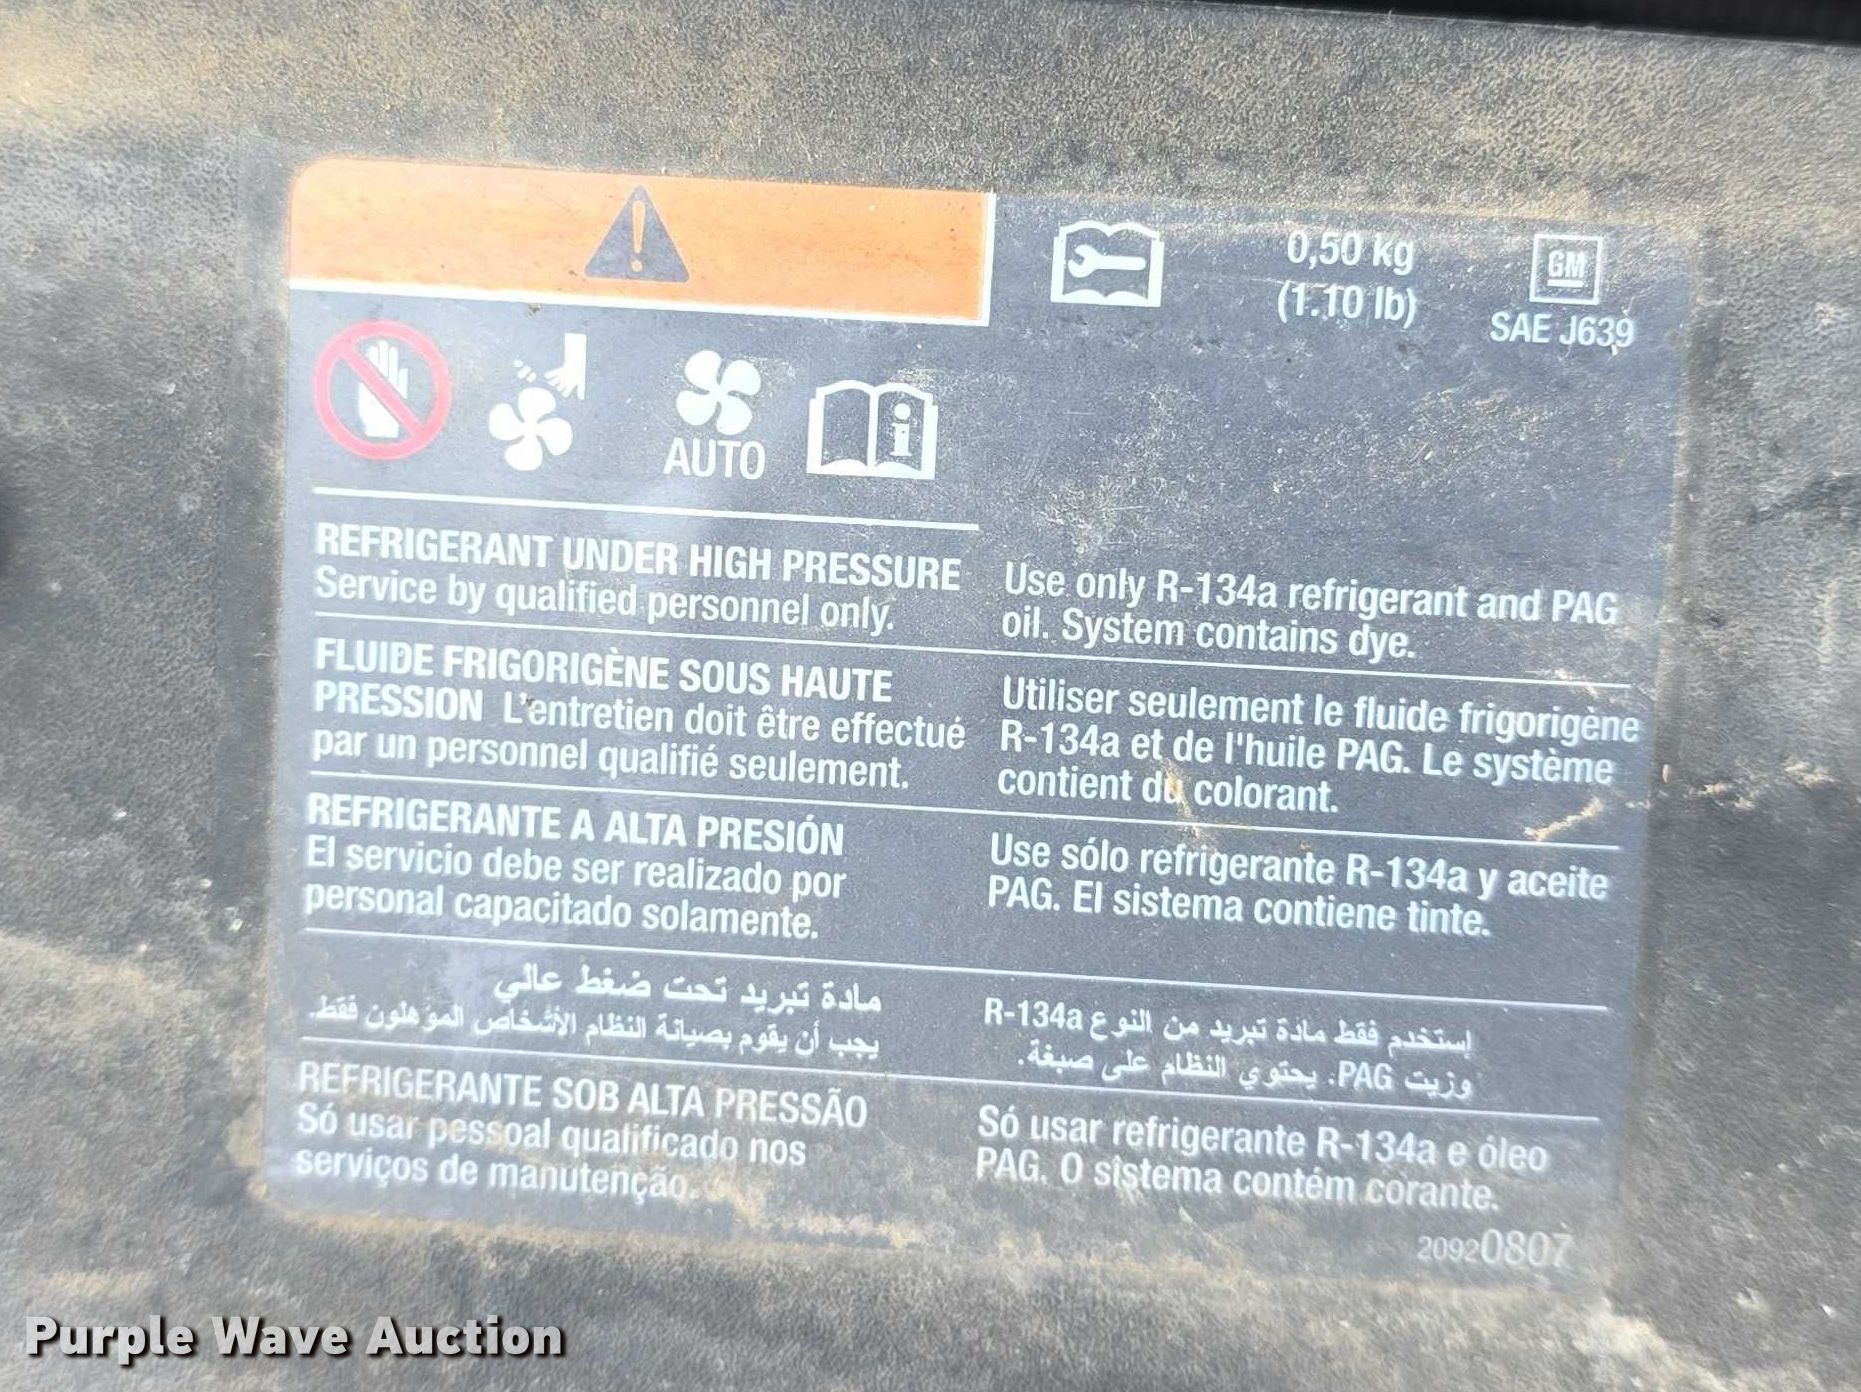 0,50 kg
(1.10 lb)
GM
SAE J639
AUTO
REFRIGERANT UNDER HIGH PRESSURE
Service by qualified personnel only.
Use only R-134a refrigerant and PAG
oil. System contains dye.
FLUIDE FRIGORIGÈNE SOUS HAUTE
PRESSION L'entretien doit être effectué
par un personnel qualifié seulement.
Utiliser seulement le fluide frigorigène
R-134a et de l'huile PAG. Le système
contient du colorant.
REFRIGERANTE A ALTA PRESIÓN
El servicio debe ser realizado por
personal capacitado solamente.
Use sólo refrigerante R-134a y aceite
PAG. El sistema contiene tinte.
مادة تبريد تحت ضغط عالي
يجب أن يقوم بصيانة النظام الأشخاص المؤهلون فقط.
إستخدم فقط مادة تبريد من النوع R-134a
وزيت PAG. يحتوي النظام على صبغة.
REFRIGERANTE SOB ALTA PRESSÃO
Só usar pessoal qualificado nos
serviços de manutenção.
Só usar refrigerante R-134a e óleo
PAG. O sistema contém corante.
20920807
Purple Wave Auction